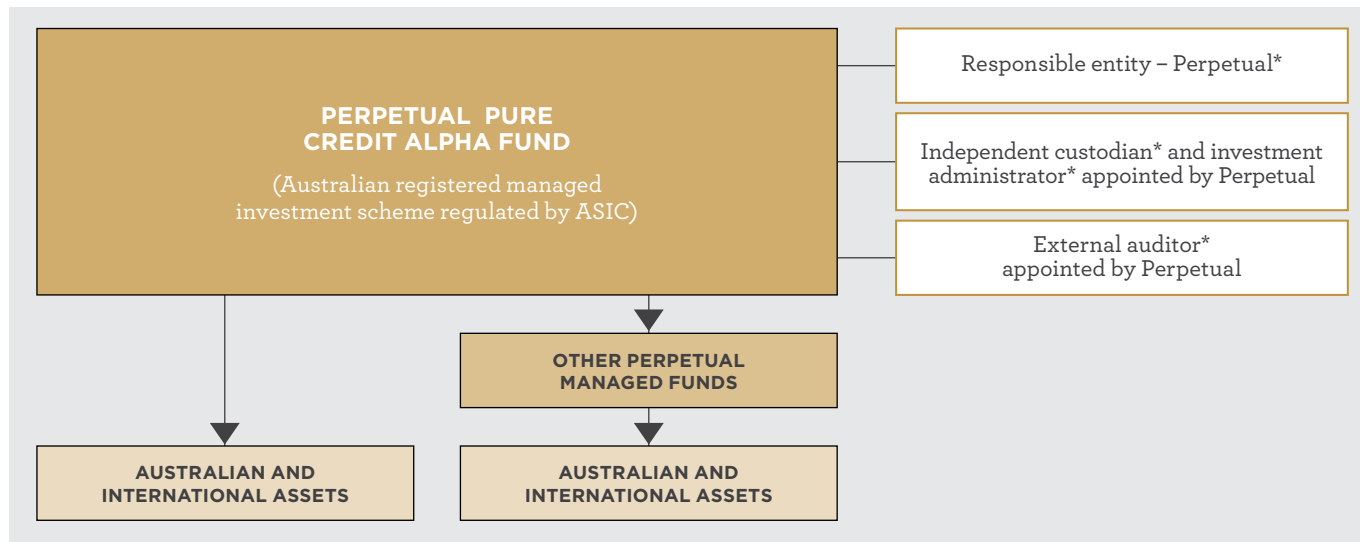 PERPETUAL PURE
CREDIT ALPHA FUND
(Australian registered managed
investment scheme regulated by ASIC)
Responsible entity – Perpetual*
Independent custodian* and investment
administrator* appointed by Perpetual
External auditor*
appointed by Perpetual
OTHER PERPETUAL
MANAGED FUNDS
AUSTRALIAN AND
INTERNATIONAL ASSETS
AUSTRALIAN AND
INTERNATIONAL ASSETS